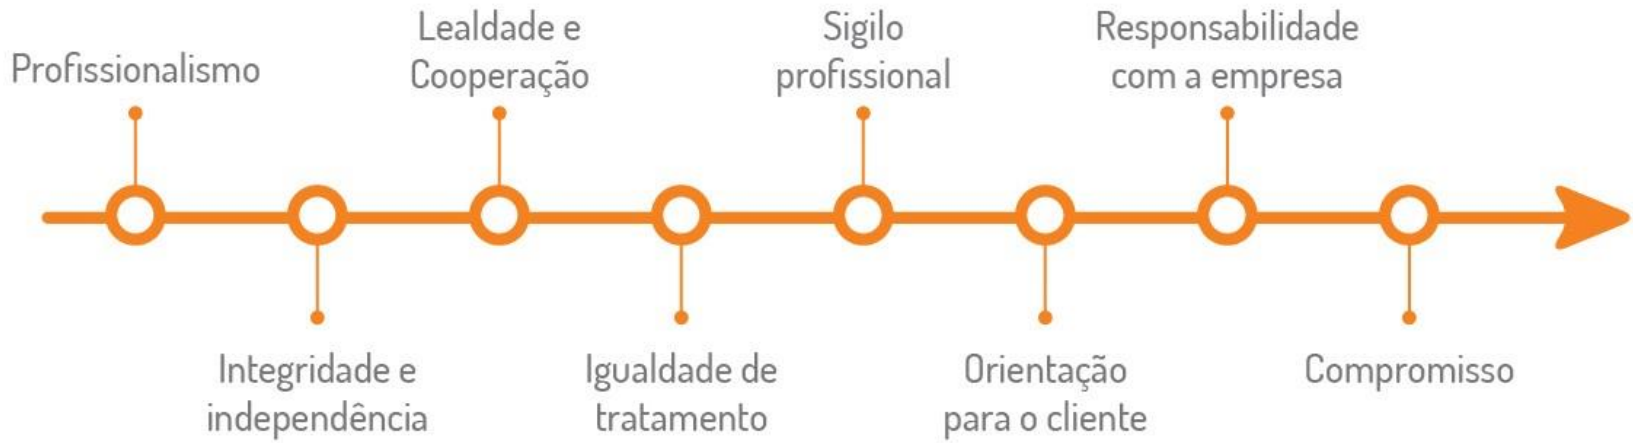 Profissionalismo
Lealdade e
Cooperação
Sigilo
profissional
Responsabilidade
com a empresa
Integridade e
independência
Igualdade de
tratamento
Orientação
para o cliente
Compromisso